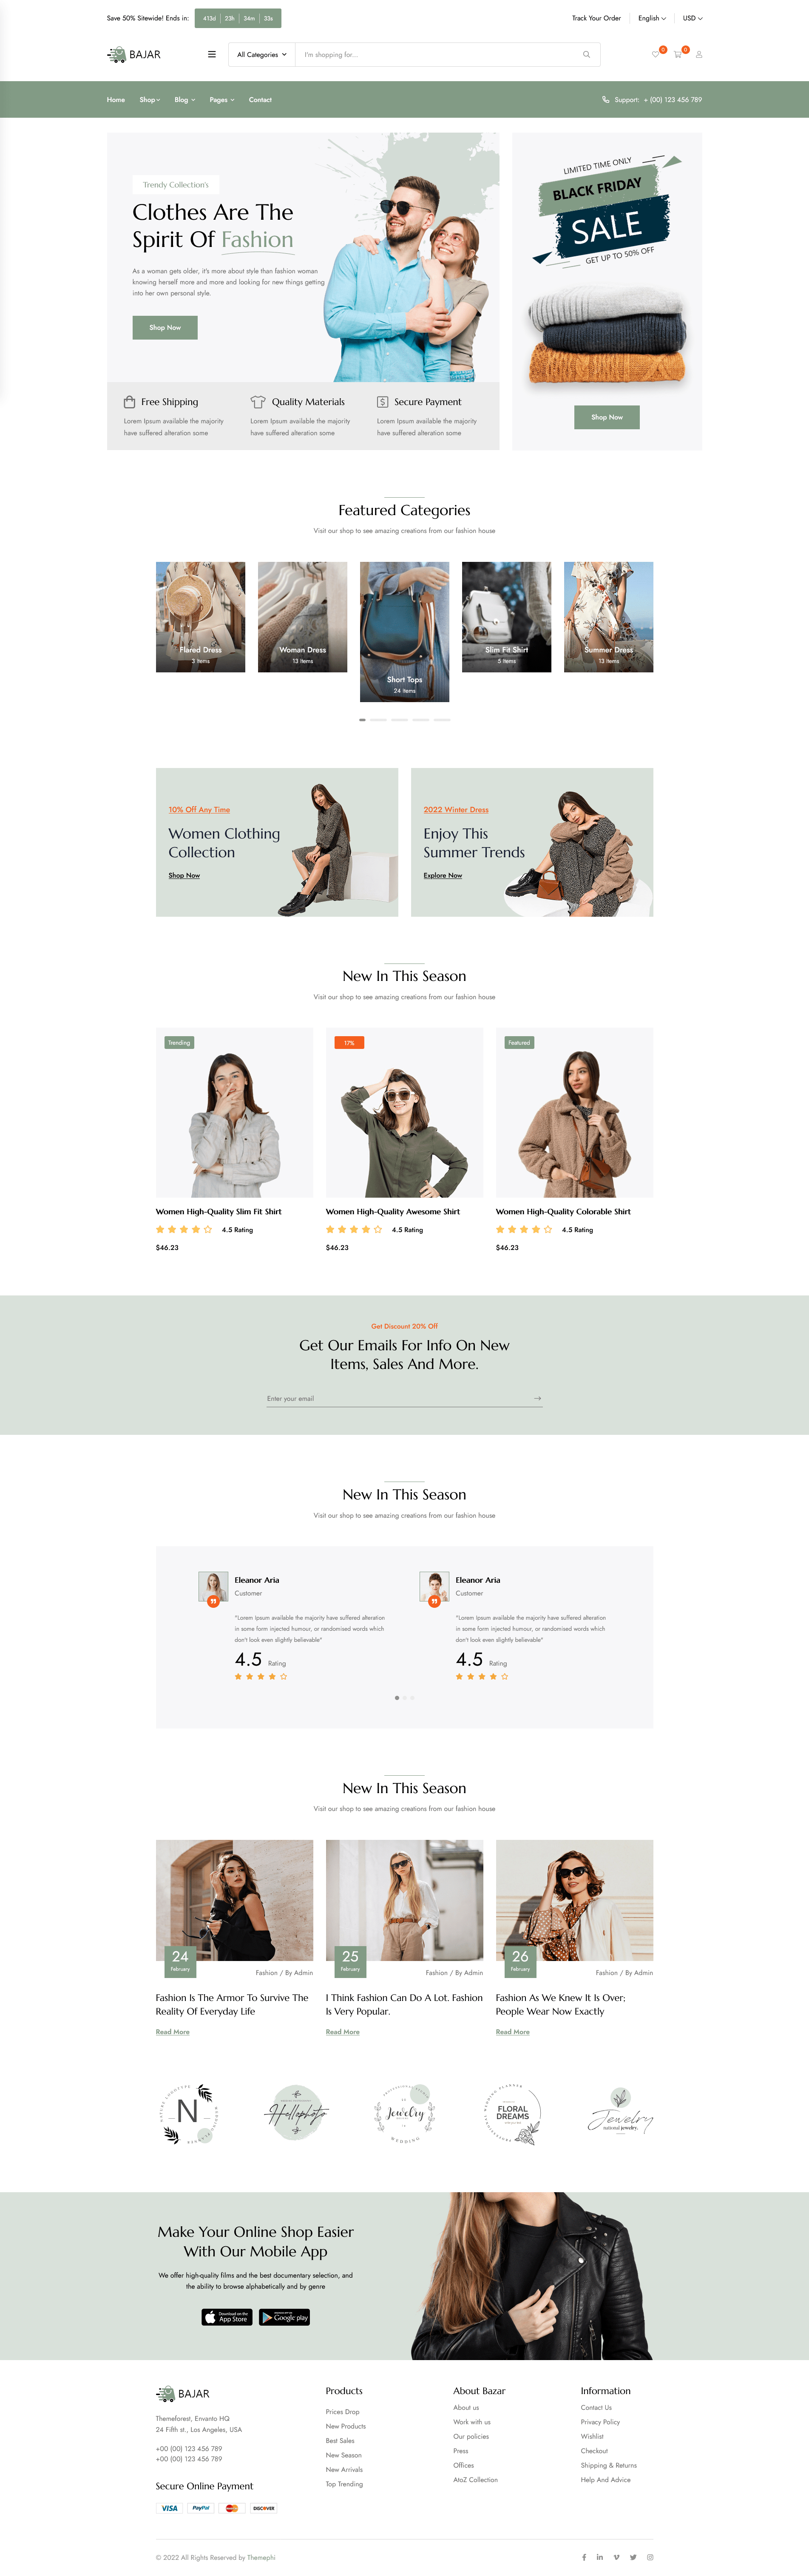 Save 50% Sitewide! Ends in: 413d 23h 34m 33s
Track Your Order English USD
BAJAR
All Categories I'm shopping for...
0 0
Home Shop Blog Pages Contact
Support: + (00) 123 456 789
Trendy Collection's
Clothes Are The
Spirit Of Fashion
As a woman gets older, it's more about style than fashion woman
knowing herself more and more and looking for new things getting
into her own personal style.
Shop Now
Free Shipping
Lorem Ipsum available the majority
have suffered alteration some
Quality Materials
Lorem Ipsum available the majority
have suffered alteration some
Secure Payment
Lorem Ipsum available the majority
have suffered alteration some
LIMITED TIME ONLY
BLACK FRIDAY
SALE
GET UP TO 50% OFF
Shop Now
Featured Categories
Visit our shop to see amazing creations from our fashion house
Flared Dress
3 Items
Woman Dress
13 Items
Short Tops
24 Items
Slim Fit Shirt
5 Items
Summer Dress
13 Items
10% Off Any Time
Women Clothing
Collection
Shop Now
2022 Winter Dress
Enjoy This
Summer Trends
Explore Now
New In This Season
Visit our shop to see amazing creations from our fashion house
Trending
Women High-Quality Slim Fit Shirt
4.5 Rating
$46.23
17%
Women High-Quality Awesome Shirt
4.5 Rating
$46.23
Featured
Women High-Quality Colorable Shirt
4.5 Rating
$46.23
Get Discount 20% Off
Get Our Emails For Info On New
Items, Sales And More.
Enter your email
New In This Season
Visit our shop to see amazing creations from our fashion house
Eleanor Aria
Customer
"Lorem Ipsum available the majority have suffered alteration
in some form injected humour, or randomised words which
don't look even slightly believable"
4.5 Rating
Eleanor Aria
Customer
"Lorem Ipsum available the majority have suffered alteration
in some form injected humour, or randomised words which
don't look even slightly believable"
4.5 Rating
New In This Season
Visit our shop to see amazing creations from our fashion house
24
February
Fashion / By Admin
Fashion Is The Armor To Survive The
Reality Of Everyday Life
Read More
25
February
Fashion / By Admin
I Think Fashion Can Do A Lot. Fashion
Is Very Popular.
Read More
26
February
Fashion / By Admin
Fashion As We Knew It Is Over;
People Wear Now Exactly
Read More
N
Hellophoto
Jewelry
WEDDING
FLORAL
DREAMS
Jewelry
national jewelry.
Make Your Online Shop Easier
With Our Mobile App
We offer high-quality films and the best documentary selection, and
the ability to browse alphabetically and by genre
Download on the
App Store
Google play
BAJAR
Themeforest, Envanto HQ
24 Fifth st., Los Angeles, USA
+00 (00) 123 456 789
+00 (00) 123 456 789
Secure Online Payment
VISA PayPal MasterCard DISCOVER
Products
Prices Drop
New Products
Best Sales
New Season
New Arrivals
Top Trending
About Bazar
About us
Work with us
Our policies
Press
Offices
AtoZ Collection
Information
Contact Us
Privacy Policy
Wishlist
Checkout
Shipping & Returns
Help And Advice
© 2022 All Rights Reserved by Themephi